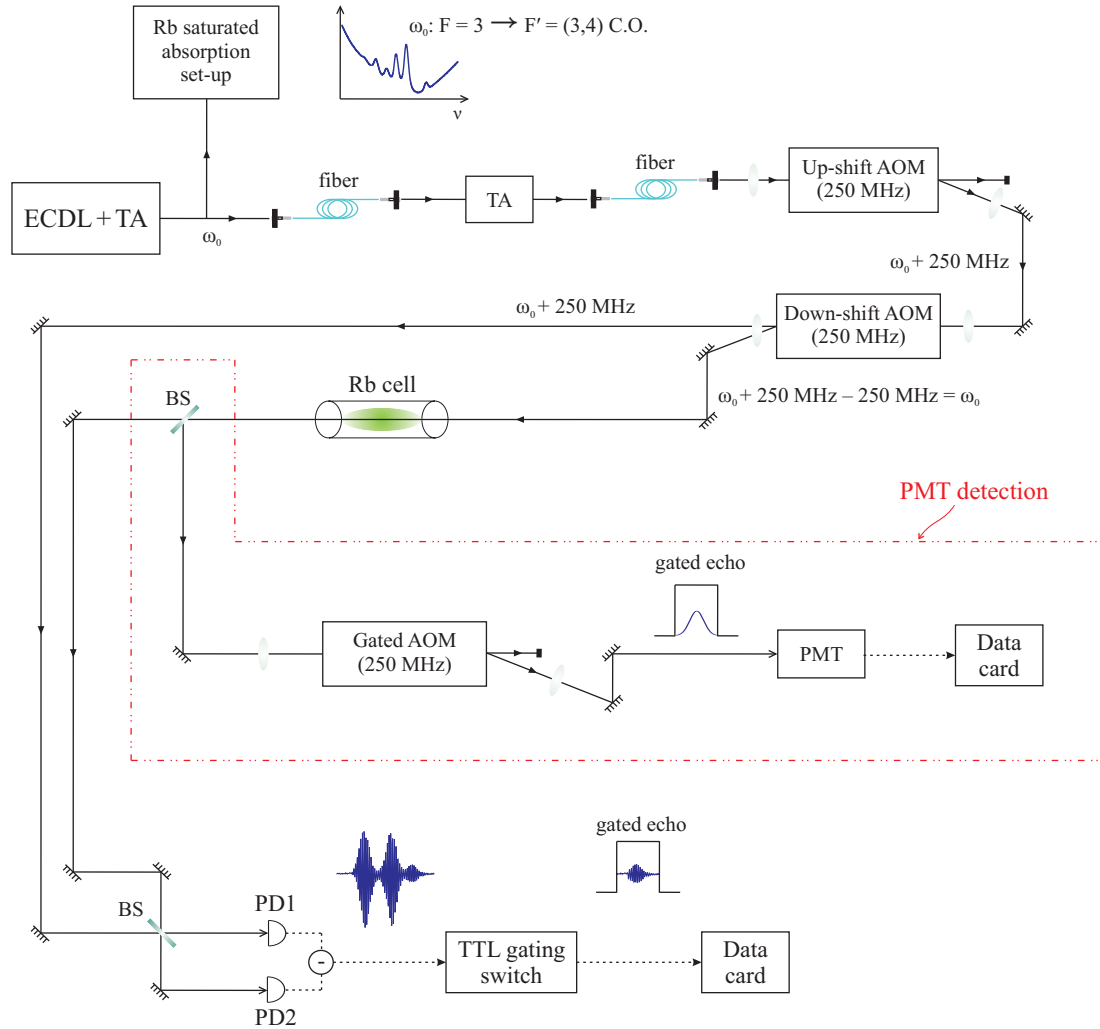 Rb saturated
absorption
set-up
ω₀: F = 3 → F′ = (3,4) C.O.
ν
ECDL + TA
ω₀
fiber
TA
fiber
Up-shift AOM
(250 MHz)
ω₀ + 250 MHz
ω₀ + 250 MHz
Down-shift AOM
(250 MHz)
ω₀ + 250 MHz – 250 MHz = ω₀
BS
Rb cell
PMT detection
gated echo
Gated AOM
(250 MHz)
PMT
Data
card
gated echo
BS
PD1
-
PD2
TTL gating
switch
Data
card